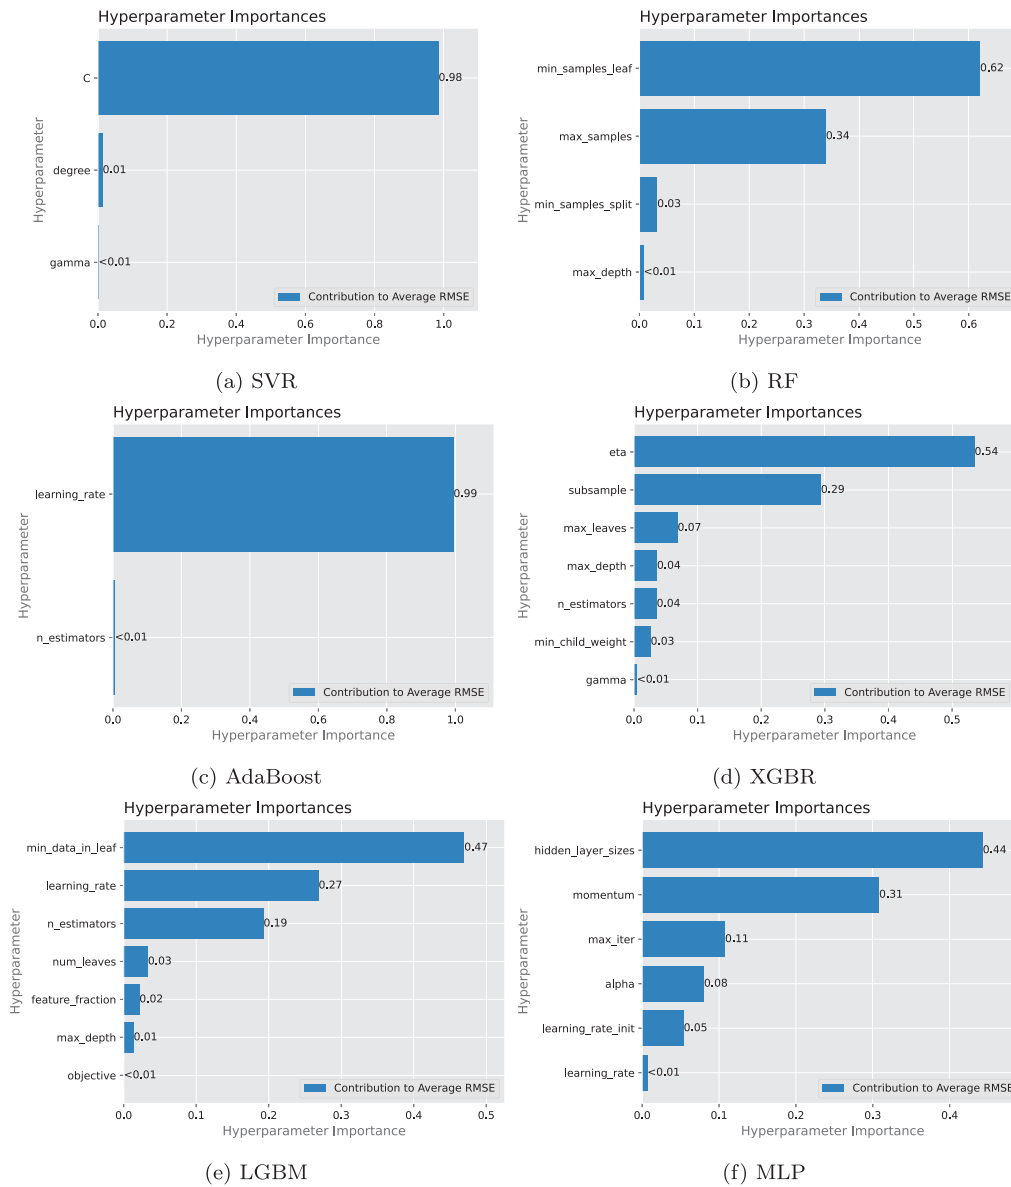 Hyperparameter Importances
Hyperparameter
C
0.98
degree
0.01
gamma
<0.01
Contribution to Average RMSE
0.0 0.2 0.4 0.6 0.8 1.0
Hyperparameter Importance
(a) SVR
Hyperparameter Importances
Hyperparameter
min_samples_leaf
0.62
max_samples
0.34
min_samples_split
0.03
max_depth
<0.01
Contribution to Average RMSE
0.0 0.1 0.2 0.3 0.4 0.5 0.6
Hyperparameter Importance
(b) RF
Hyperparameter Importances
Hyperparameter
learning_rate
0.99
n_estimators
<0.01
Contribution to Average RMSE
0.0 0.2 0.4 0.6 0.8 1.0
Hyperparameter Importance
(c) AdaBoost
Hyperparameter Importances
Hyperparameter
eta
0.54
subsample
0.29
max_leaves
0.07
max_depth
0.04
n_estimators
0.04
min_child_weight
0.03
gamma
<0.01
Contribution to Average RMSE
0.0 0.1 0.2 0.3 0.4 0.5
Hyperparameter Importance
(d) XGBR
Hyperparameter Importances
Hyperparameter
min_data_in_leaf
0.47
learning_rate
0.27
n_estimators
0.19
num_leaves
0.03
feature_fraction
0.02
max_depth
0.01
objective
<0.01
Contribution to Average RMSE
0.0 0.1 0.2 0.3 0.4 0.5
Hyperparameter Importance
(e) LGBM
Hyperparameter Importances
Hyperparameter
hidden_layer_sizes
0.44
momentum
0.31
max_iter
0.11
alpha
0.08
learning_rate_init
0.05
learning_rate
<0.01
Contribution to Average RMSE
0.0 0.1 0.2 0.3 0.4
Hyperparameter Importance
(f) MLP